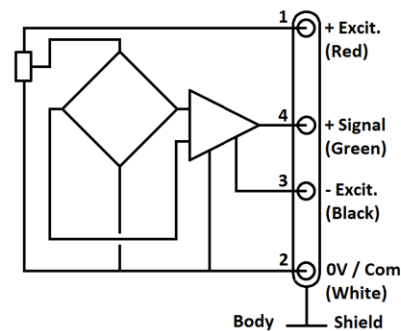 1 + Excit.
(Red)
4 + Signal
(Green)
3 - Excit.
(Black)
2 0V / Com
(White)
Body Shield